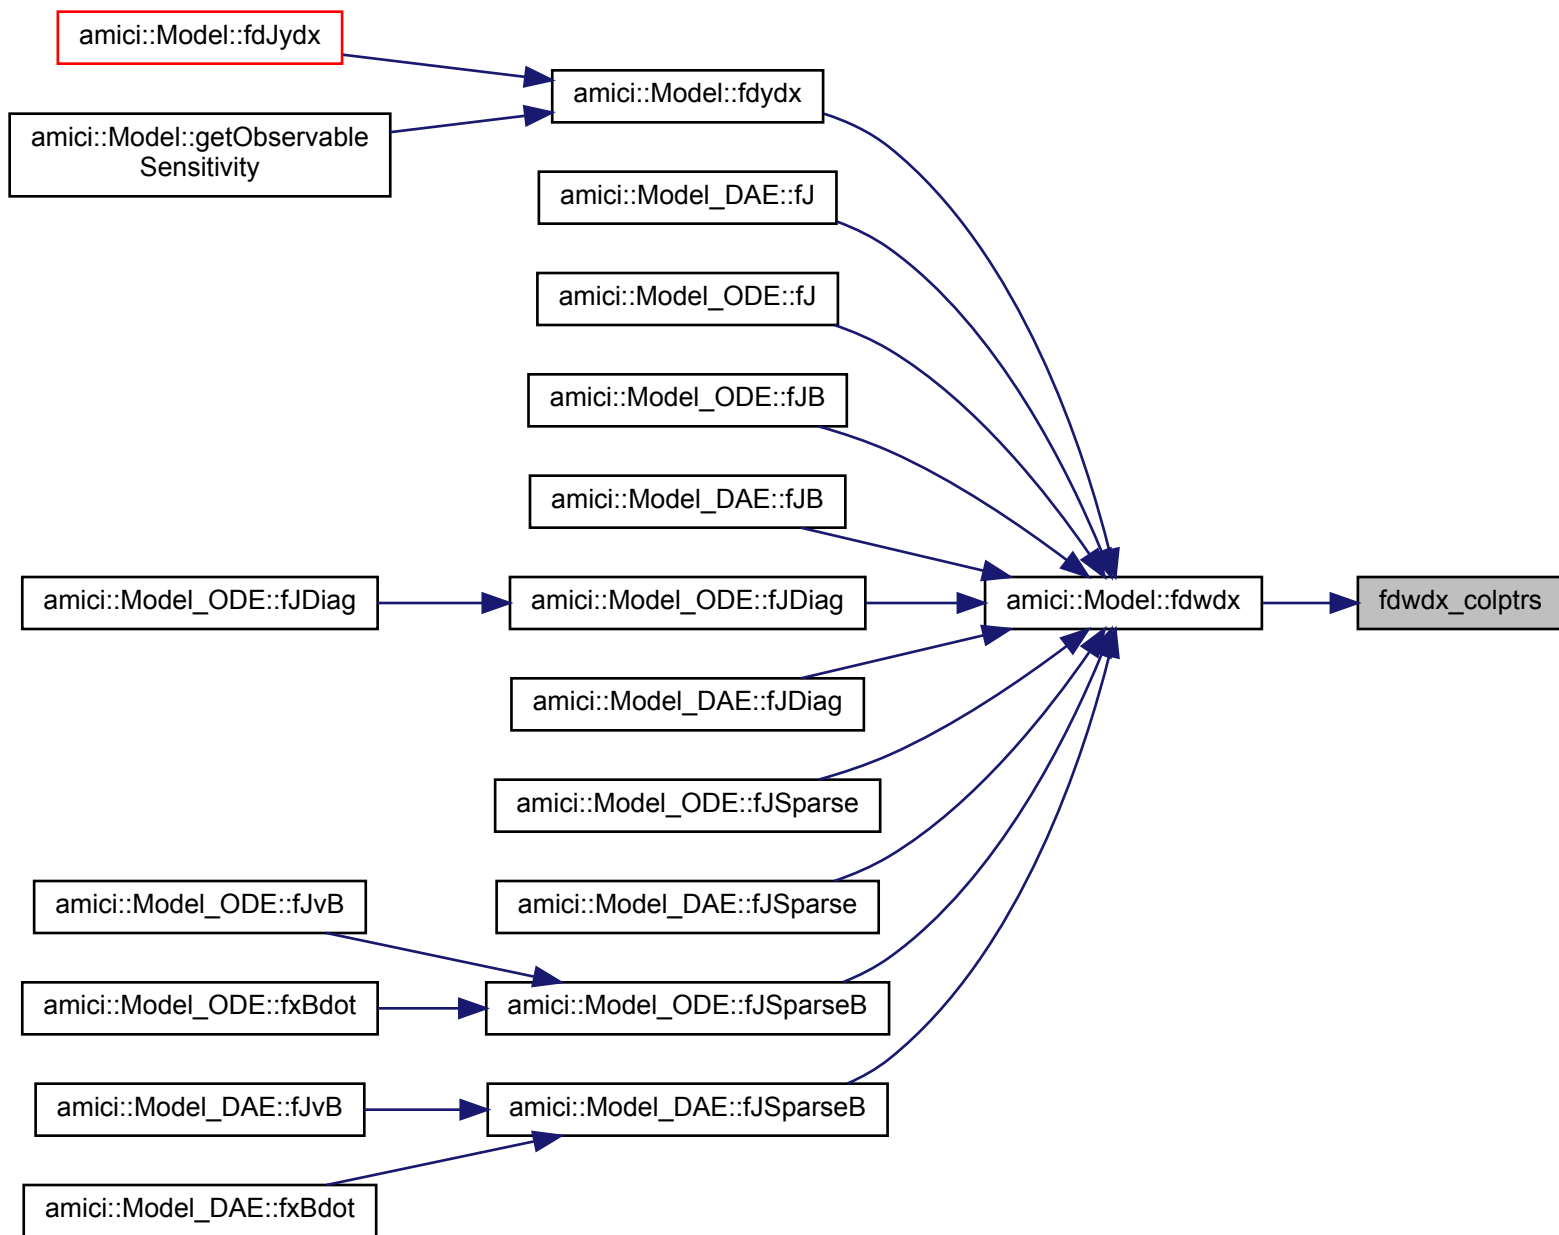 amici::Model::fdJydx
amici::Model::fdydx
amici::Model::getObservable
Sensitivity
amici::Model_DAE::fJ
amici::Model_ODE::fJ
amici::Model_ODE::fJB
amici::Model_DAE::fJB
amici::Model_ODE::fJDiag
amici::Model_ODE::fJDiag
amici::Model::fdwdx
fdwdx_colptrs
amici::Model_DAE::fJDiag
amici::Model_ODE::fJSparse
amici::Model_DAE::fJSparse
amici::Model_ODE::fJvB
amici::Model_ODE::fxBdot
amici::Model_ODE::fJSparseB
amici::Model_DAE::fJvB
amici::Model_DAE::fJSparseB
amici::Model_DAE::fxBdot